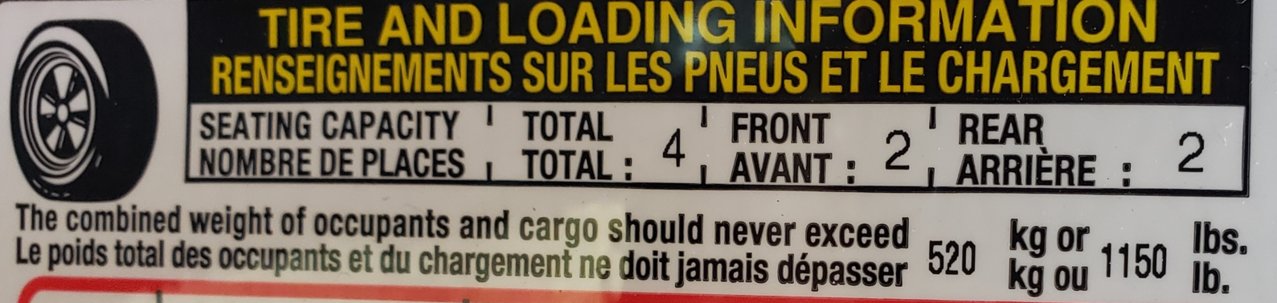 TIRE AND LOADING INFORMATION
RENSEIGNEMENTS SUR LES PNEUS ET LE CHARGEMENT
SEATING CAPACITY TOTAL FRONT REAR
NOMBRE DE PLACES TOTAL : 4 AVANT : 2 ARRIÈRE : 2
The combined weight of occupants and cargo should never exceed 520 kg or 1150 lbs.
Le poids total des occupants et du chargement ne doit jamais dépasser kg ou lb.